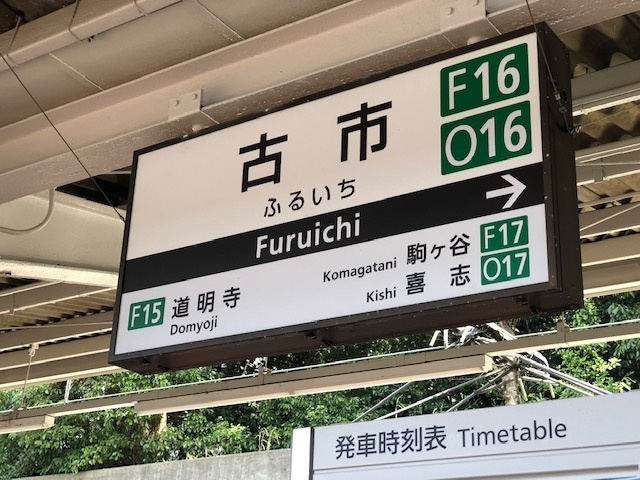 古市
F16
O16
ふるいち
Furuichi →
F15 道明寺
Domyoji
Komagatani 駒ヶ谷 F17
Kishi 喜志 O17
発車時刻表 Timetable